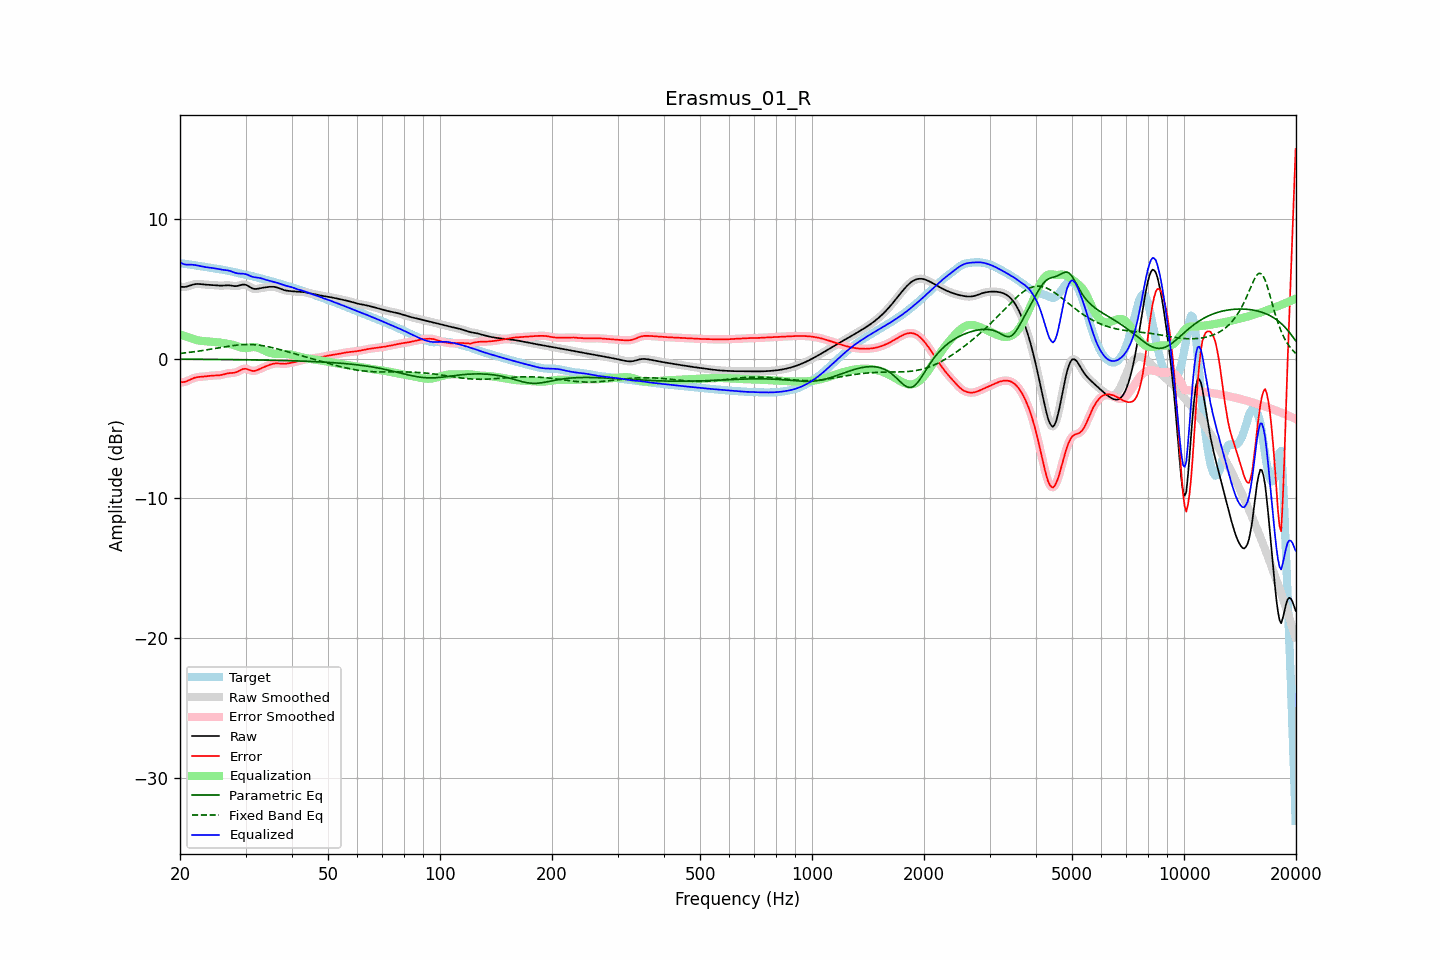 Erasmus_01_R
Amplitude (dBr)
10
0
−10
−20
−30
Target
Raw Smoothed
Error Smoothed
Raw
Error
Equalization
Parametric Eq
Fixed Band Eq
Equalized
20 50 100 200 500 1000 2000 5000 10000 20000
Frequency (Hz)